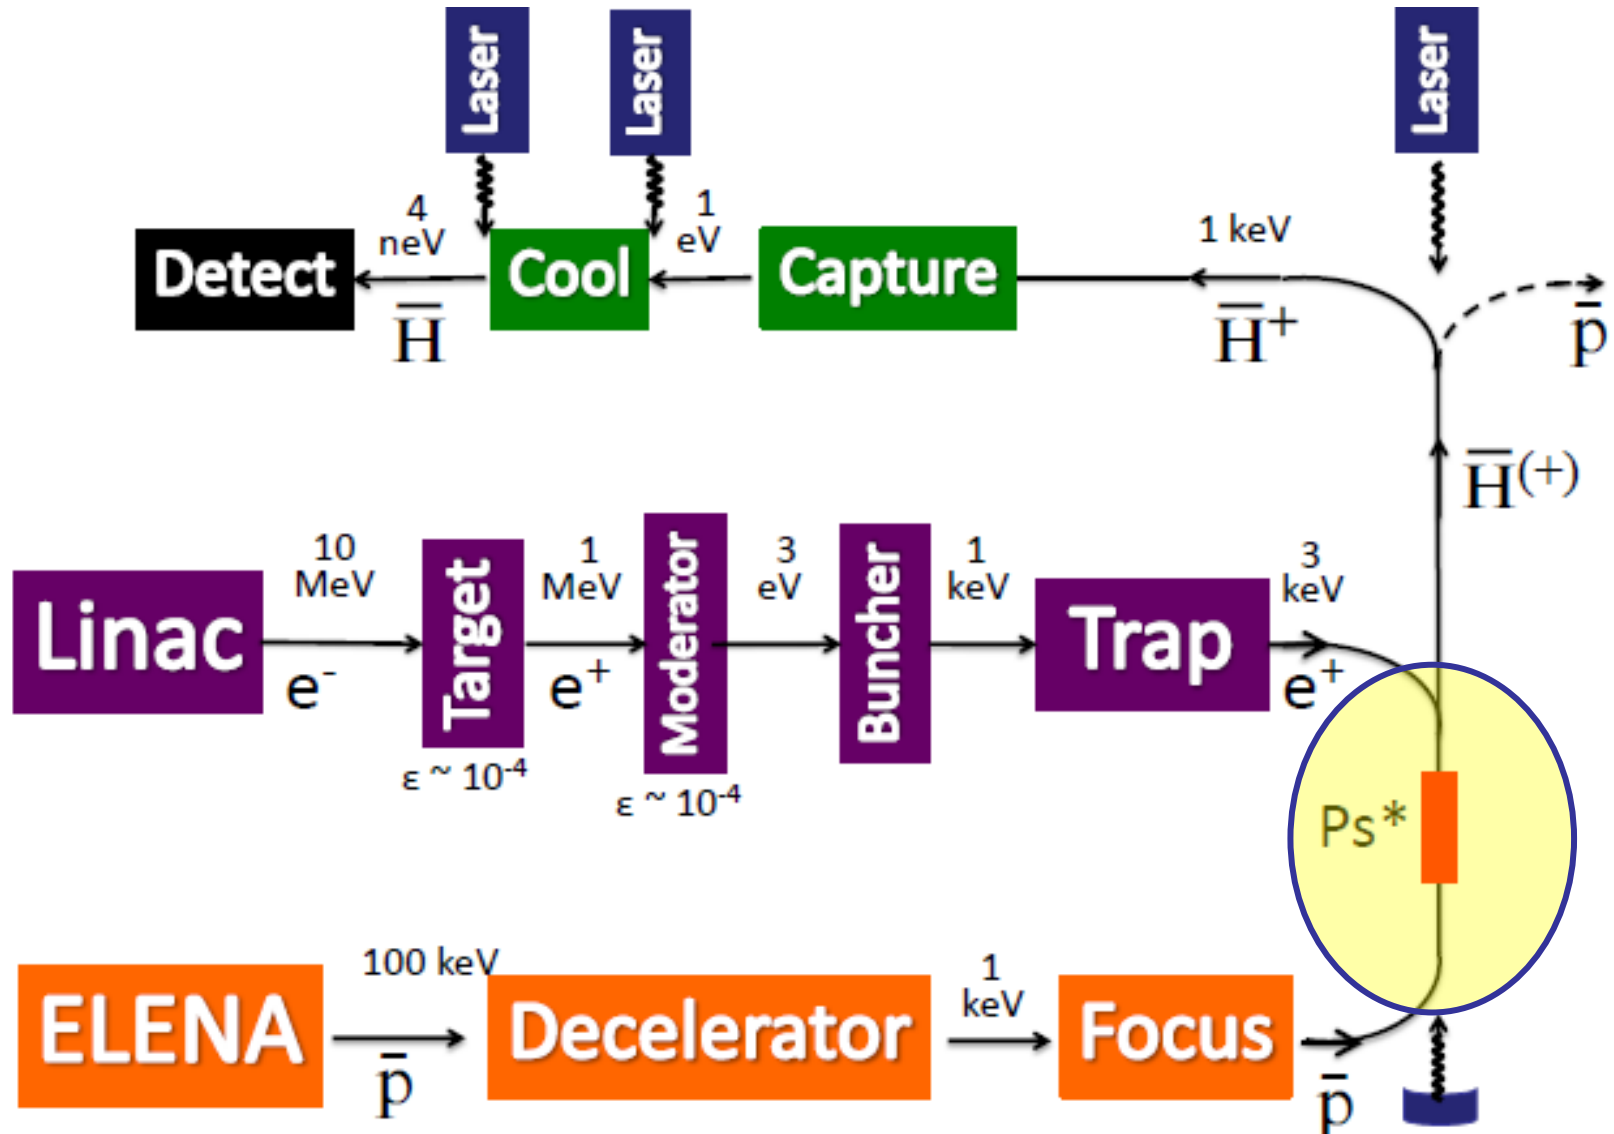 Laser
Laser
Laser
4
neV
1
eV
1 keV
Detect
Cool
Capture
H̅
H̅⁺
p̅
H̅⁽⁺⁾
10
MeV
1
MeV
3
eV
1
keV
3
keV
Linac
Target
Moderator
Buncher
Trap
e⁻
e⁺
e⁺
ε ~ 10⁻⁴
ε ~ 10⁻⁴
Ps*
100 keV
1
keV
ELENA
Decelerator
Focus
p̅
p̅